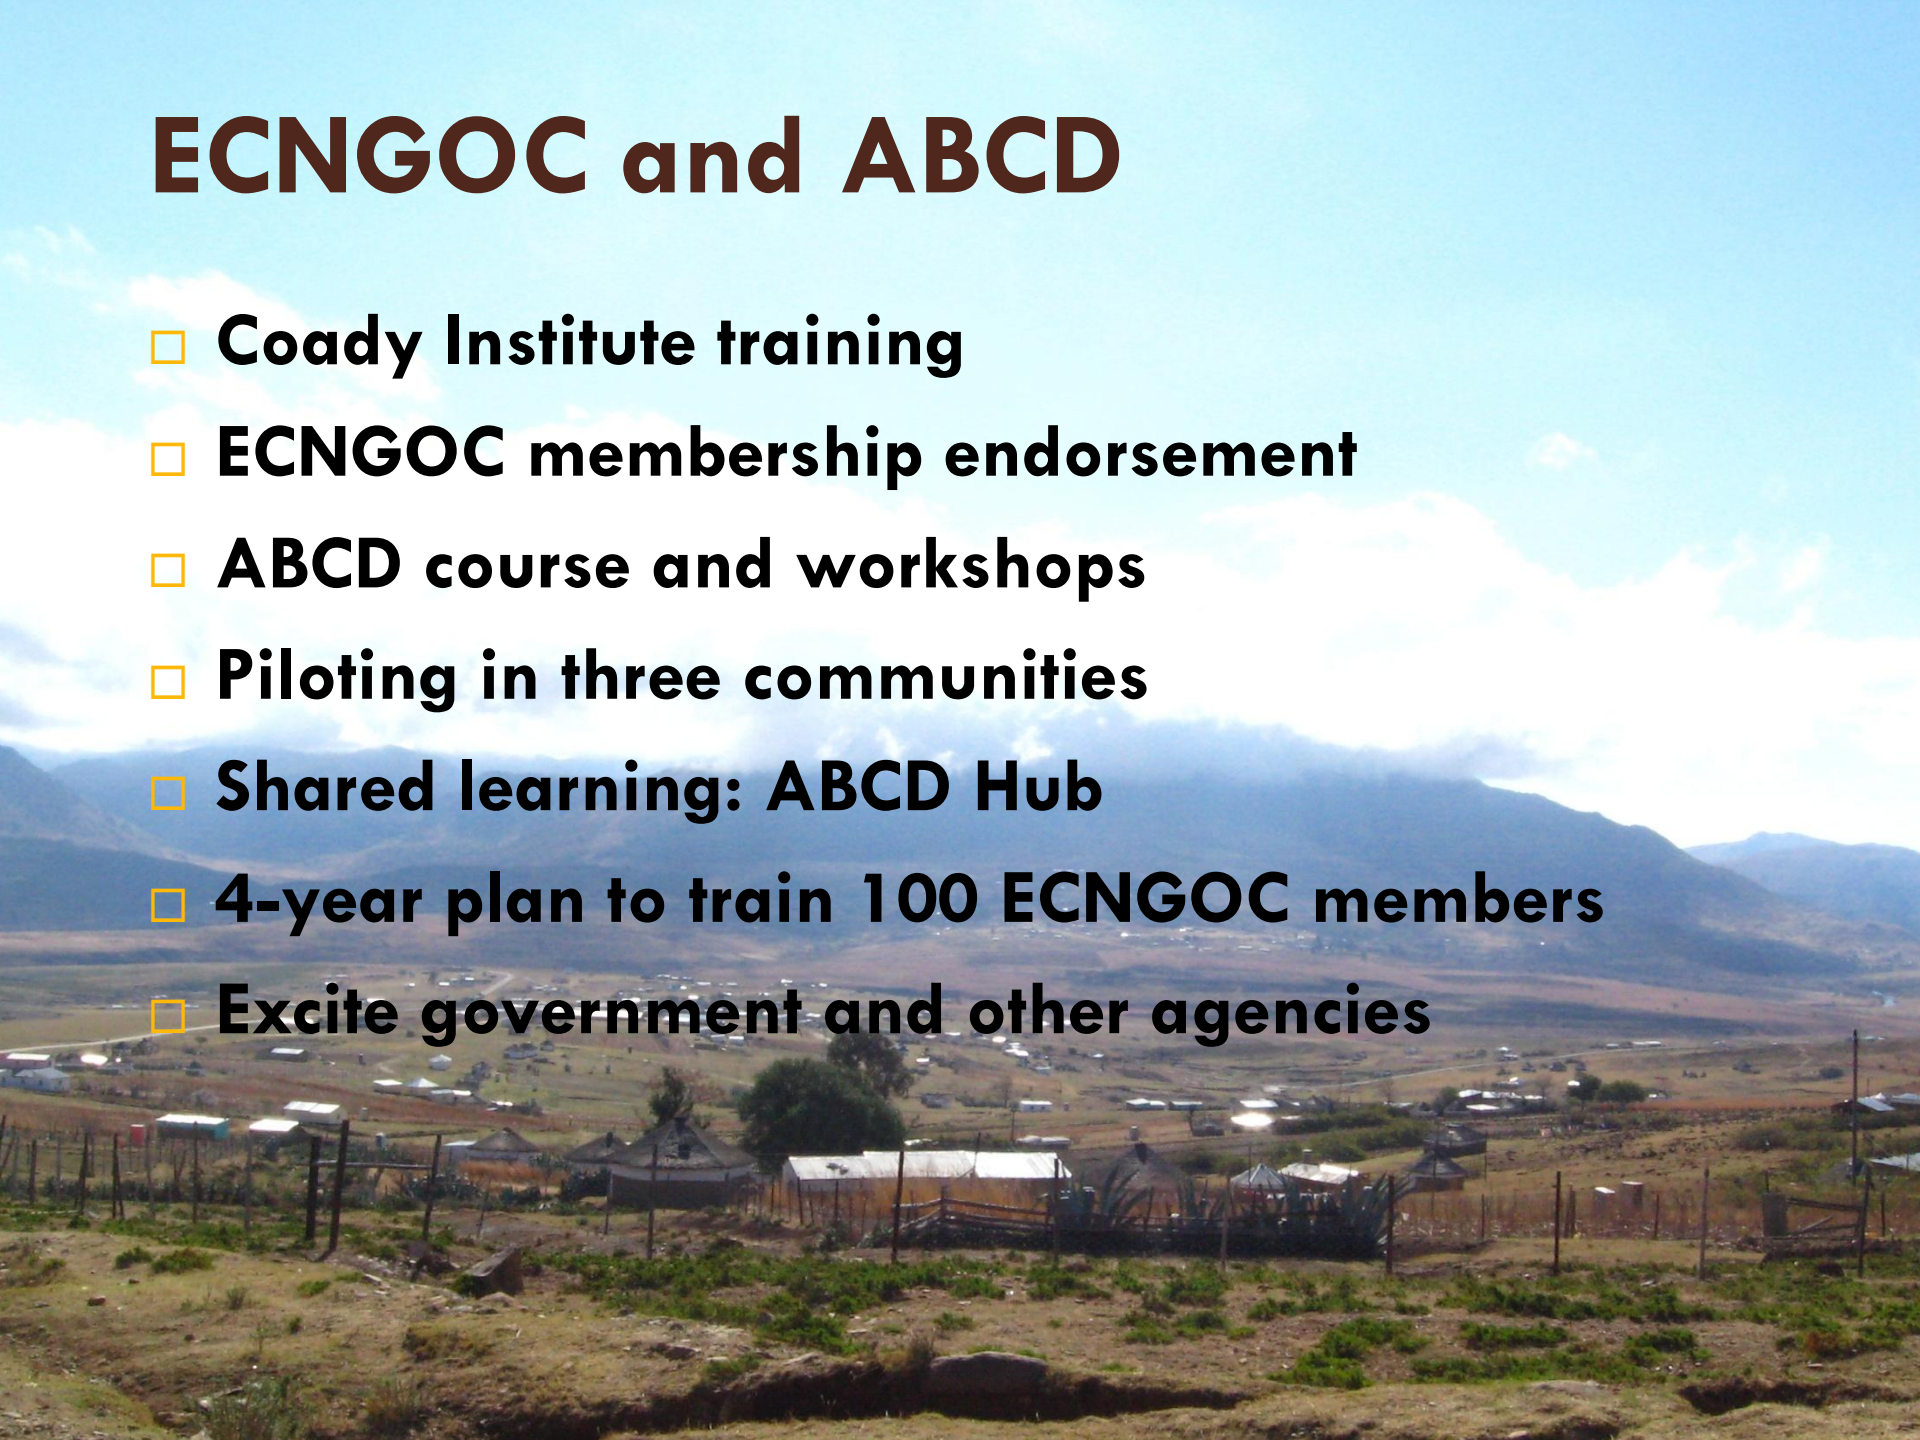 ECNGOC and ABCD
Coady Institute training
ECNGOC membership endorsement
ABCD course and workshops
Piloting in three communities
Shared learning: ABCD Hub
4-year plan to train 100 ECNGOC members
Excite government and other agencies